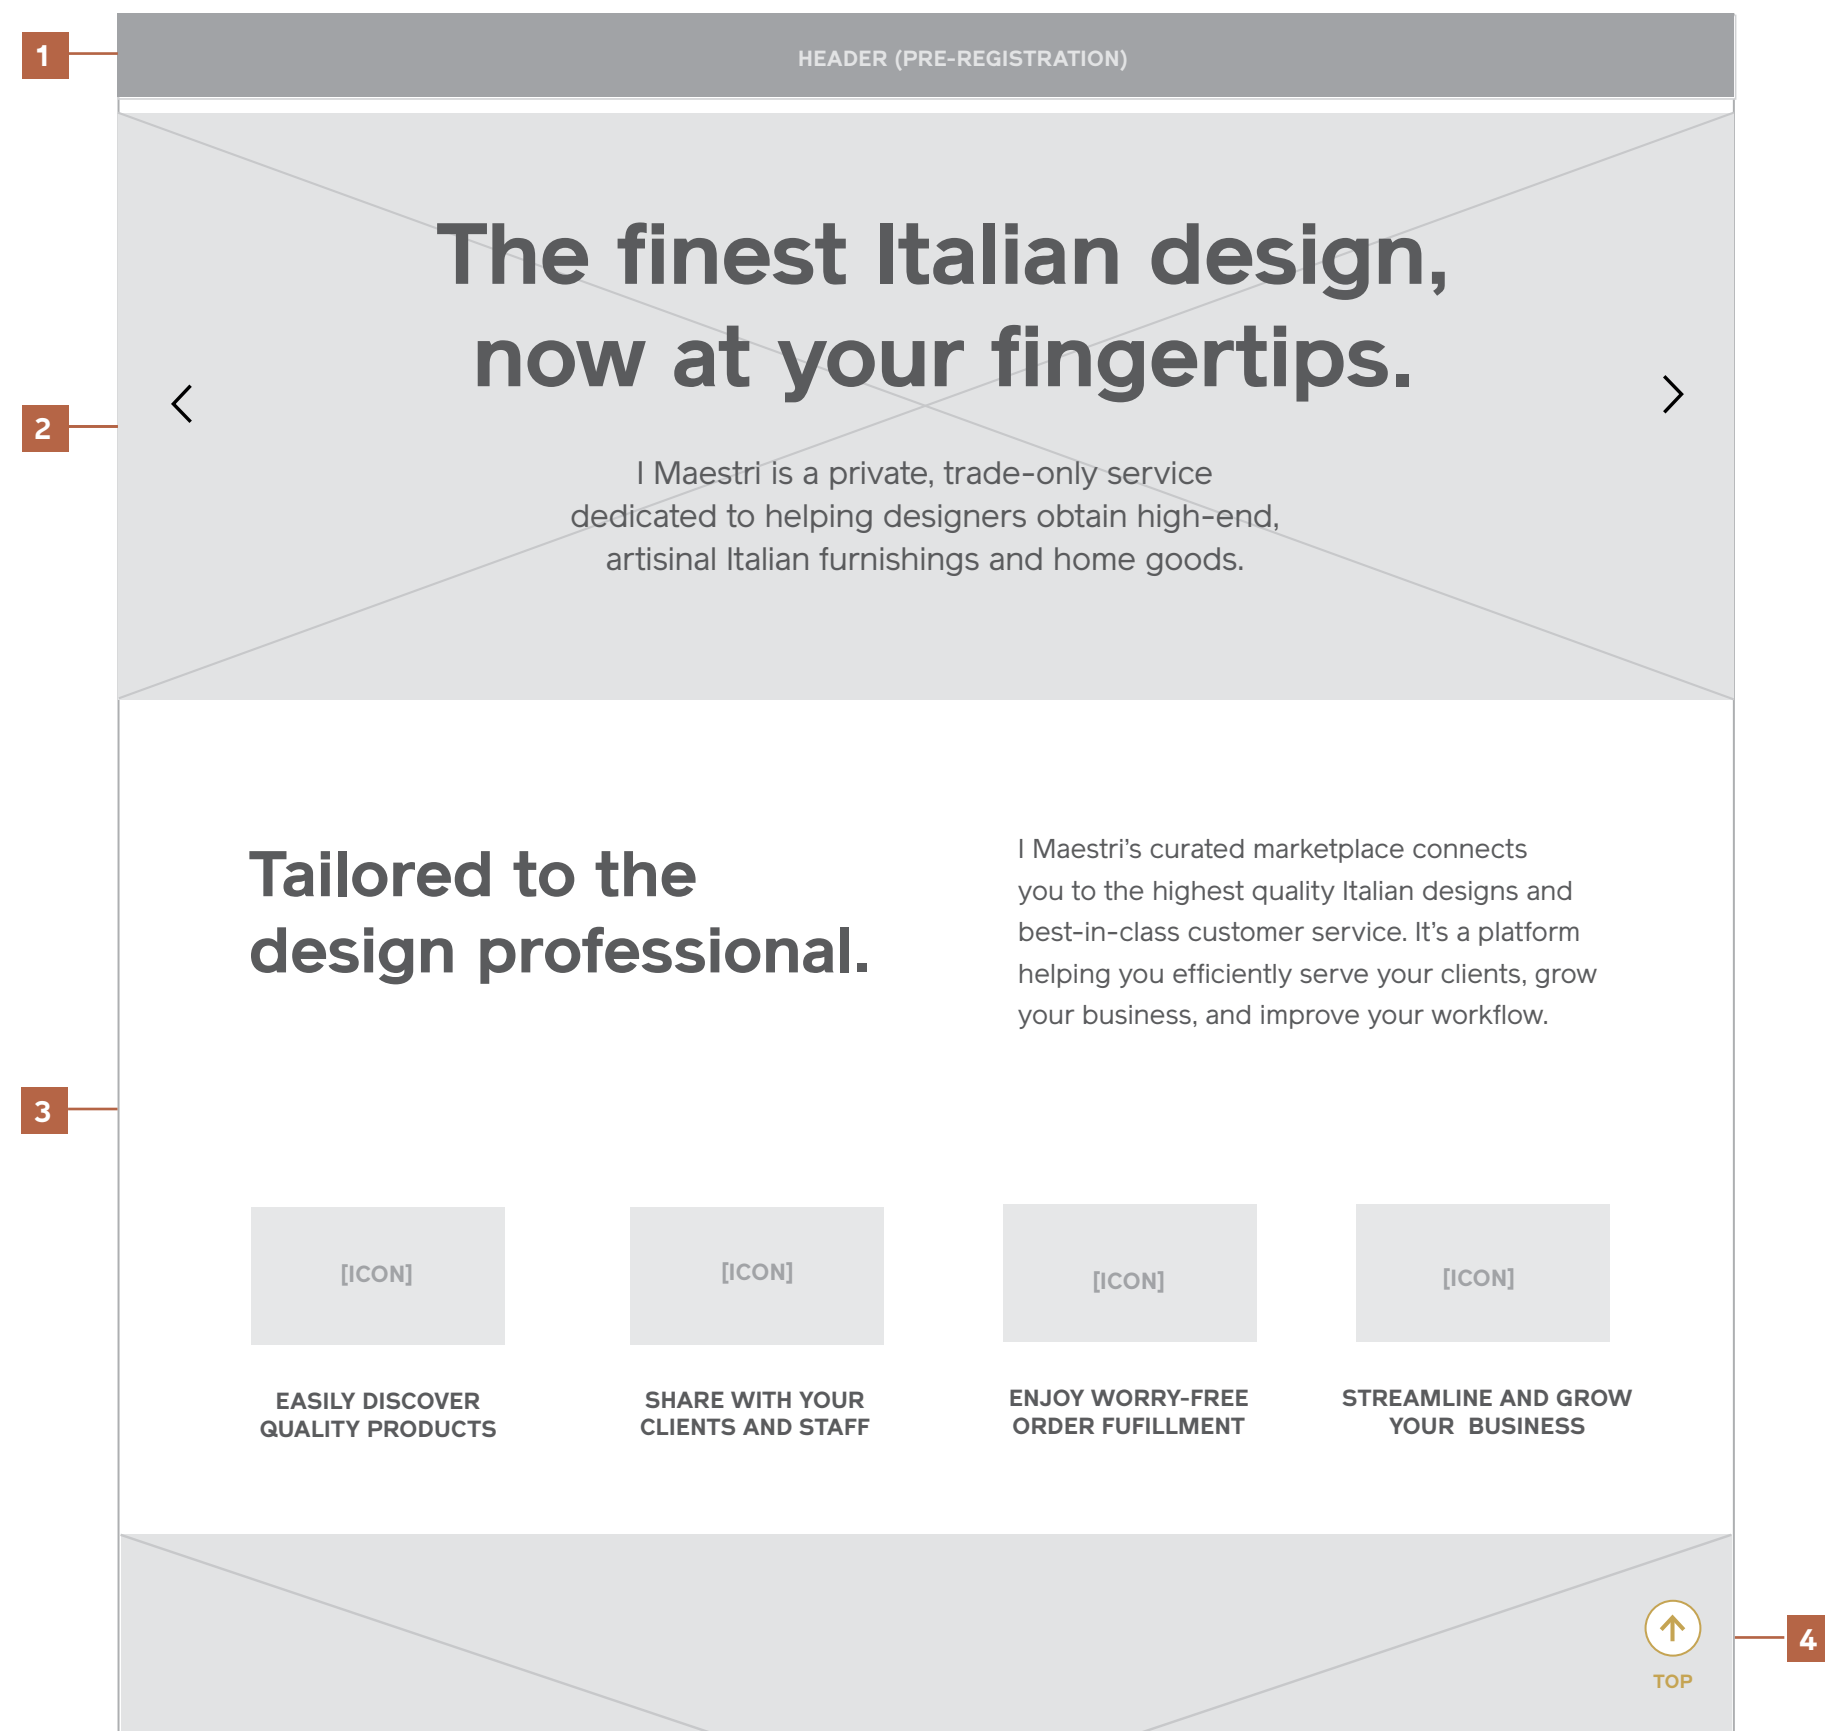 1
HEADER (PRE-REGISTRATION)
The finest Italian design,
now at your fingertips.
2
I Maestri is a private, trade-only service
dedicated to helping designers obtain high-end,
artisinal Italian furnishings and home goods.
Tailored to the
design professional.
I Maestri’s curated marketplace connects
you to the highest quality Italian designs and
best-in-class customer service. It’s a platform
helping you efficiently serve your clients, grow
your business, and improve your workflow.
3
[ICON]
[ICON]
[ICON]
[ICON]
EASILY DISCOVER
QUALITY PRODUCTS
SHARE WITH YOUR
CLIENTS AND STAFF
ENJOY WORRY-FREE
ORDER FUFILLMENT
STREAMLINE AND GROW
YOUR  BUSINESS
4
TOP